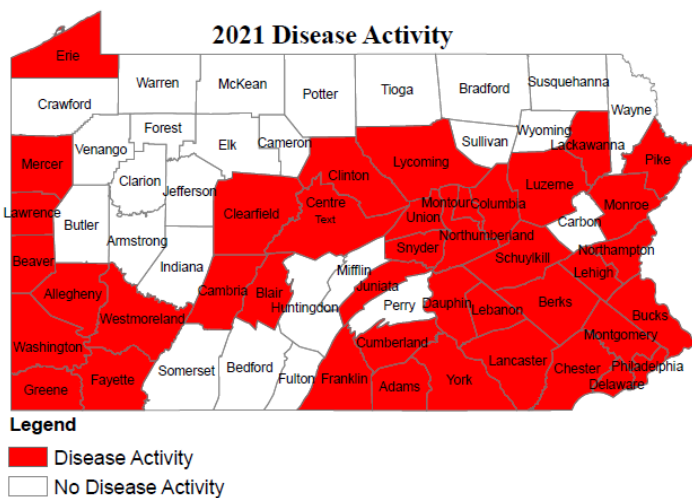 2021 Disease Activity
Erie
Warren
McKean
Potter
Tioga
Bradford
Susquehanna
Wayne
Crawford
Forest
Elk
Cameron
Sullivan
Wyoming
Lackawanna
Pike
Venango
Mercer
Clarion
Jefferson
Clinton
Lycoming
Luzerne
Monroe
Lawrence
Butler
Armstrong
Clearfield
Centre
Text
Union
Montour
Columbia
Carbon
Northumberland
Snyder
Northampton
Beaver
Indiana
Mifflin
Schuylkill
Lehigh
Allegheny
Cambria
Blair
Huntingdon
Juniata
Perry
Dauphin
Lebanon
Berks
Bucks
Westmoreland
Montgomery
Washington
Cumberland
Lancaster
Chester
Philadelphia
Delaware
Greene
Fayette
Somerset
Bedford
Fulton
Franklin
Adams
York
Legend
Disease Activity
No Disease Activity